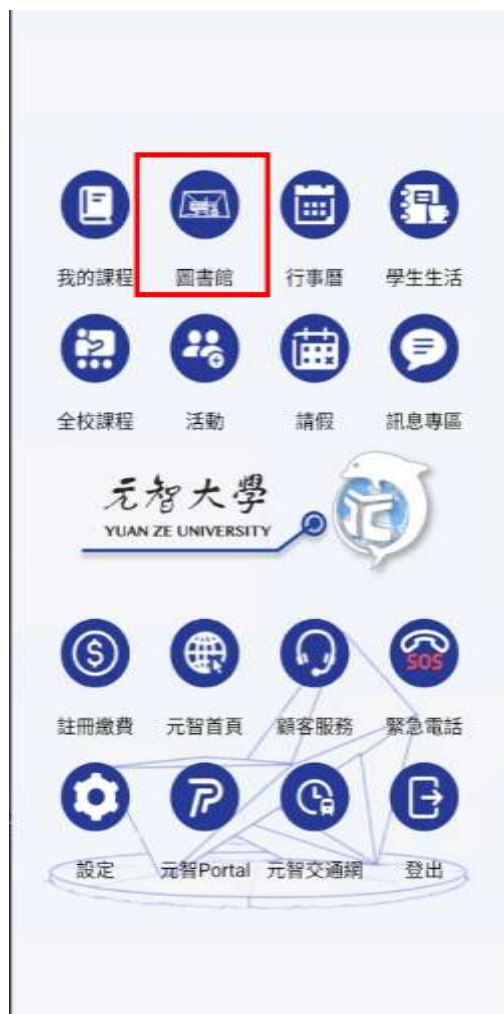 我的課程 圖書館 行事曆 學生生活
全校課程 活動 請假 訊息專區
元智大學
YUAN ZE UNIVERSITY
SOS
註冊繳費 元智首頁 顧客服務 緊急電話
設定 元智Portal 元智交通網 登出